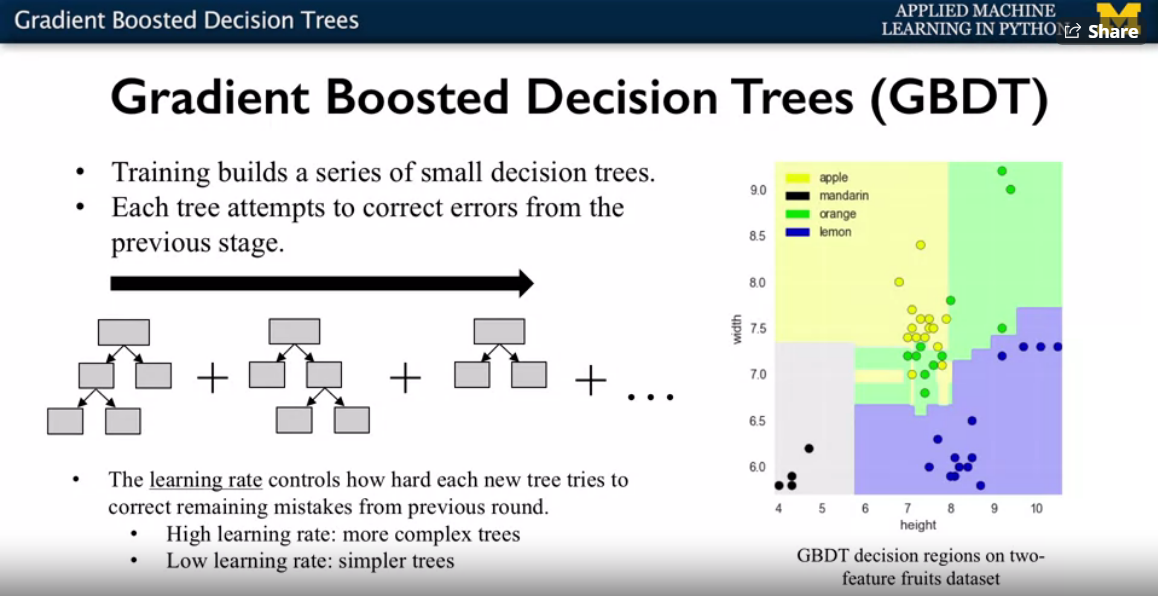 Gradient Boosted Decision Trees
APPLIED MACHINE
LEARNING IN PYTHON
Share
Gradient Boosted Decision Trees (GBDT)
• Training builds a series of small decision trees.
• Each tree attempts to correct errors from the
previous stage.
+ + + ...
• The learning rate controls how hard each new tree tries to
correct remaining mistakes from previous round.
• High learning rate: more complex trees
• Low learning rate: simpler trees
apple
mandarin
orange
lemon
9.0
8.5
8.0
7.5
7.0
6.5
6.0
width
4 5 6 7 8 9 10
height
GBDT decision regions on two-
feature fruits dataset